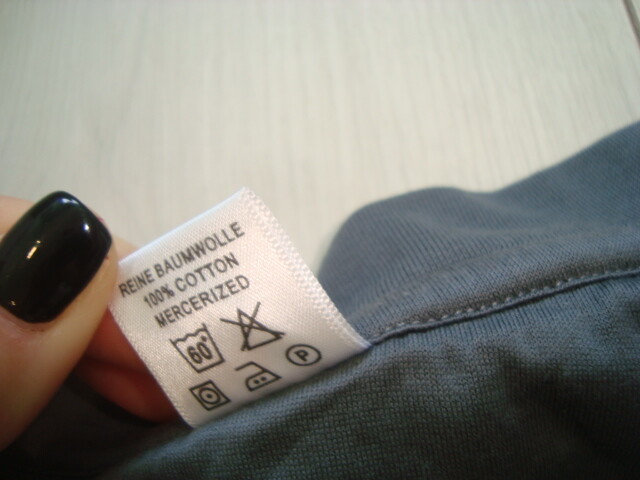 REINE BAUMWOLLE
100% COTTON
MERCERIZED
60°
P